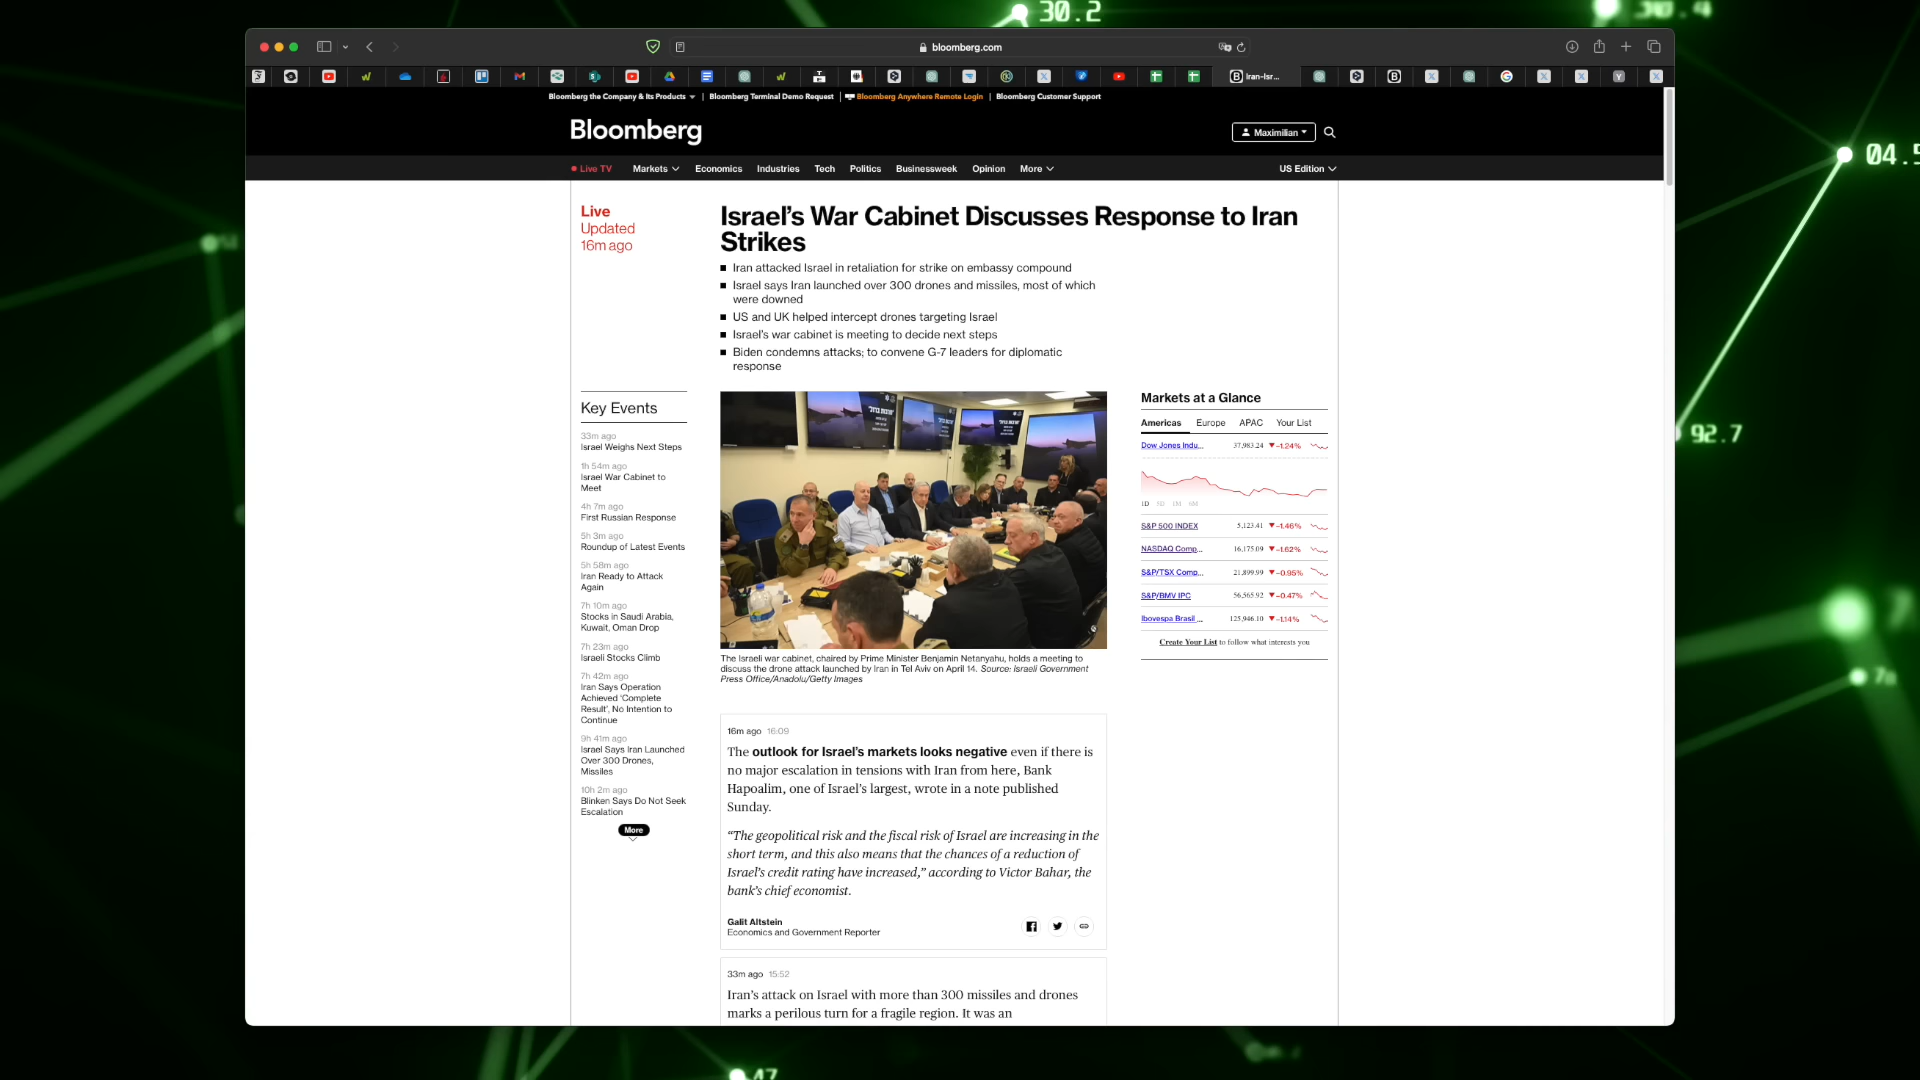 30.2
30.4
04.5
92.7
47
bloomberg.com
Iran-Isr...
Bloomberg the Company & Its Products
Bloomberg Terminal Demo Request
Bloomberg Anywhere Remote Login
Bloomberg Customer Support
Bloomberg
Maximilian
Live TV
Markets
Economics
Industries
Tech
Politics
Businessweek
Opinion
More
US Edition
Live
Updated
16m ago
Israel's War Cabinet Discusses Response to Iran
Strikes
Iran attacked Israel in retaliation for strike on embassy compound
Israel says Iran launched over 300 drones and missiles, most of which
were downed
US and UK helped intercept drones targeting Israel
Israel's war cabinet is meeting to decide next steps
Biden condemns attacks; to convene G-7 leaders for diplomatic
response
Key Events
33m ago
Israel Weighs Next Steps
1h 54m ago
Israel War Cabinet to
Meet
4h 7m ago
First Russian Response
5h 3m ago
Roundup of Latest Events
5h 58m ago
Iran Ready to Attack
Again
7h 10m ago
Stocks in Saudi Arabia,
Kuwait, Oman Drop
7h 23m ago
Israeli Stocks Climb
7h 42m ago
Iran Says Operation
Achieved 'Complete
Result', No Intention to
Continue
9h 41m ago
Israel Says Iran Launched
Over 300 Drones,
Missiles
10h 2m ago
Blinken Says Do Not Seek
Escalation
More
The Israeli war cabinet, chaired by Prime Minister Benjamin Netanyahu, holds a meeting to
discuss the drone attack launched by Iran in Tel Aviv on April 14. Source: Israeli Government
Press Office/Anadolu/Getty Images
16m ago 16:09
The outlook for Israel's markets looks negative even if there is
no major escalation in tensions with Iran from here, Bank
Hapoalim, one of Israel's largest, wrote in a note published
Sunday.
“The geopolitical risk and the fiscal risk of Israel are increasing in the
short term, and this also means that the chances of a reduction of
Israel's credit rating have increased,” according to Victor Bahar, the
bank's chief economist.
Galit Altstein
Economics and Government Reporter
33m ago 15:52
Iran's attack on Israel with more than 300 missiles and drones
marks a perilous turn for a fragile region. It was an
Markets at a Glance
Americas Europe APAC Your List
Dow Jones Indu... 37,983.24 ▼-1.24%
1D 5D 1M 6M
S&P 500 INDEX 5,123.41 ▼-1.46%
NASDAQ Comp... 16,175.09 ▼-1.62%
S&P/TSX Comp... 21,899.99 ▼-0.95%
S&P/BMV IPC 56,565.92 ▼-0.47%
Ibovespa Brasil ... 125,946.10 ▼-1.14%
Create Your List to follow what interests you